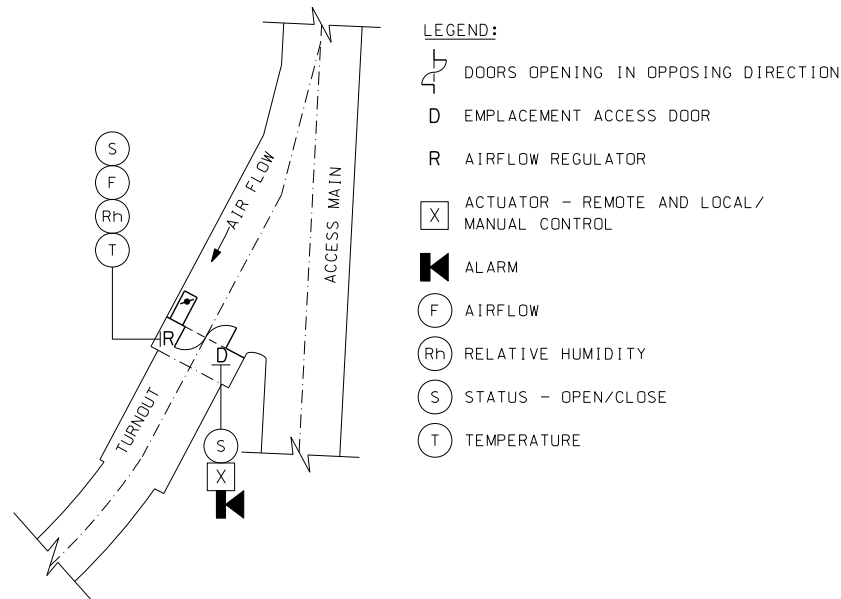 LEGEND:
DOORS OPENING IN OPPOSING DIRECTION
D EMPLACEMENT ACCESS DOOR
R AIRFLOW REGULATOR
X ACTUATOR - REMOTE AND LOCAL/
MANUAL CONTROL
ALARM
F AIRFLOW
Rh RELATIVE HUMIDITY
S STATUS - OPEN/CLOSE
T TEMPERATURE
S
F
Rh
T
AIR FLOW
ACCESS MAIN
R
D
TURNOUT
S
X